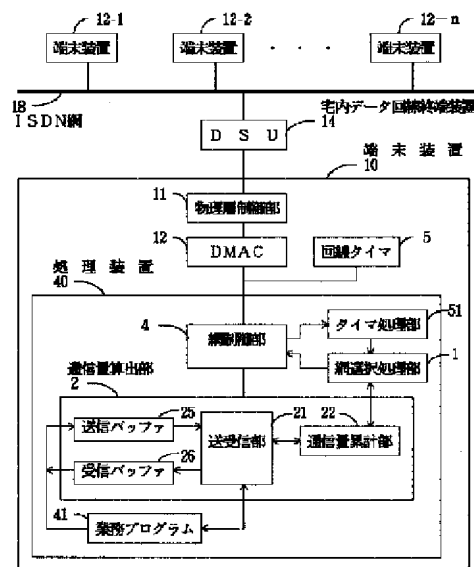 12-1
12-2
12-n
端末装置
端末装置
・・・・
端末装置
18
ISDN網
宅内データ回線終端装置
14
DSU
端末装置
10
11
物理層制御部
12
DMAC
5
回線タイマ
処理装置
40
4
網制御部
51
タイマ処理部
1
網選択処理部
通信量算出部
2
25
送信バッファ
21
送受信部
22
通信量累計部
26
受信バッファ
41
業務プログラム